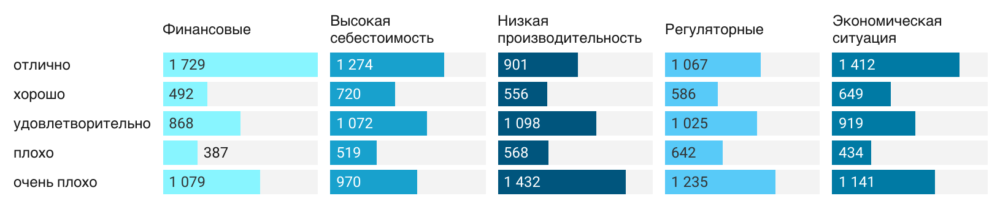 Финансовые
Высокая
себестоимость
Низкая
производительность
Регуляторные
Экономическая
ситуация
отлично 1 729 1 274 901 1 067 1 412
хорошо 492 720 556 586 649
удовлетворительно 868 1 072 1 098 1 025 919
плохо 387 519 568 642 434
очень плохо 1 079 970 1 432 1 235 1 141